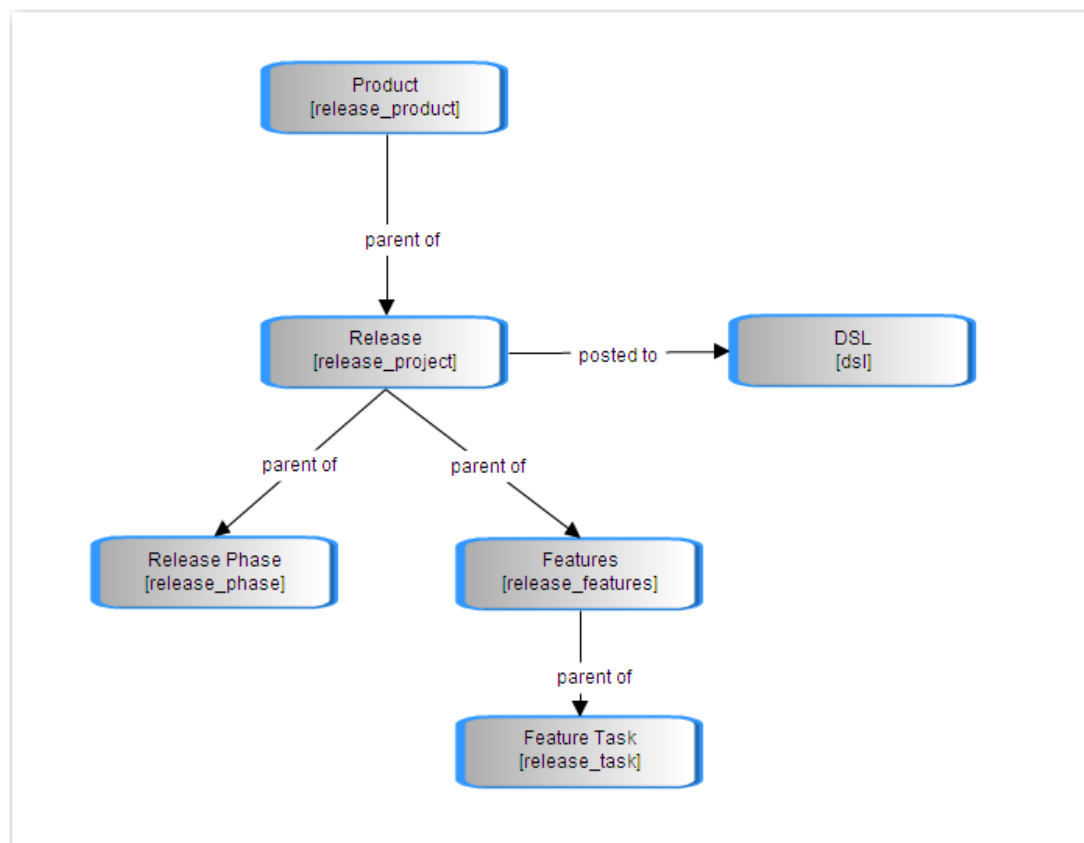 Product
[release_product]
parent of
Release
[release_project]
posted to
DSL
[dsl]
parent of
parent of
Release Phase
[release_phase]
Features
[release_features]
parent of
Feature Task
[release_task]